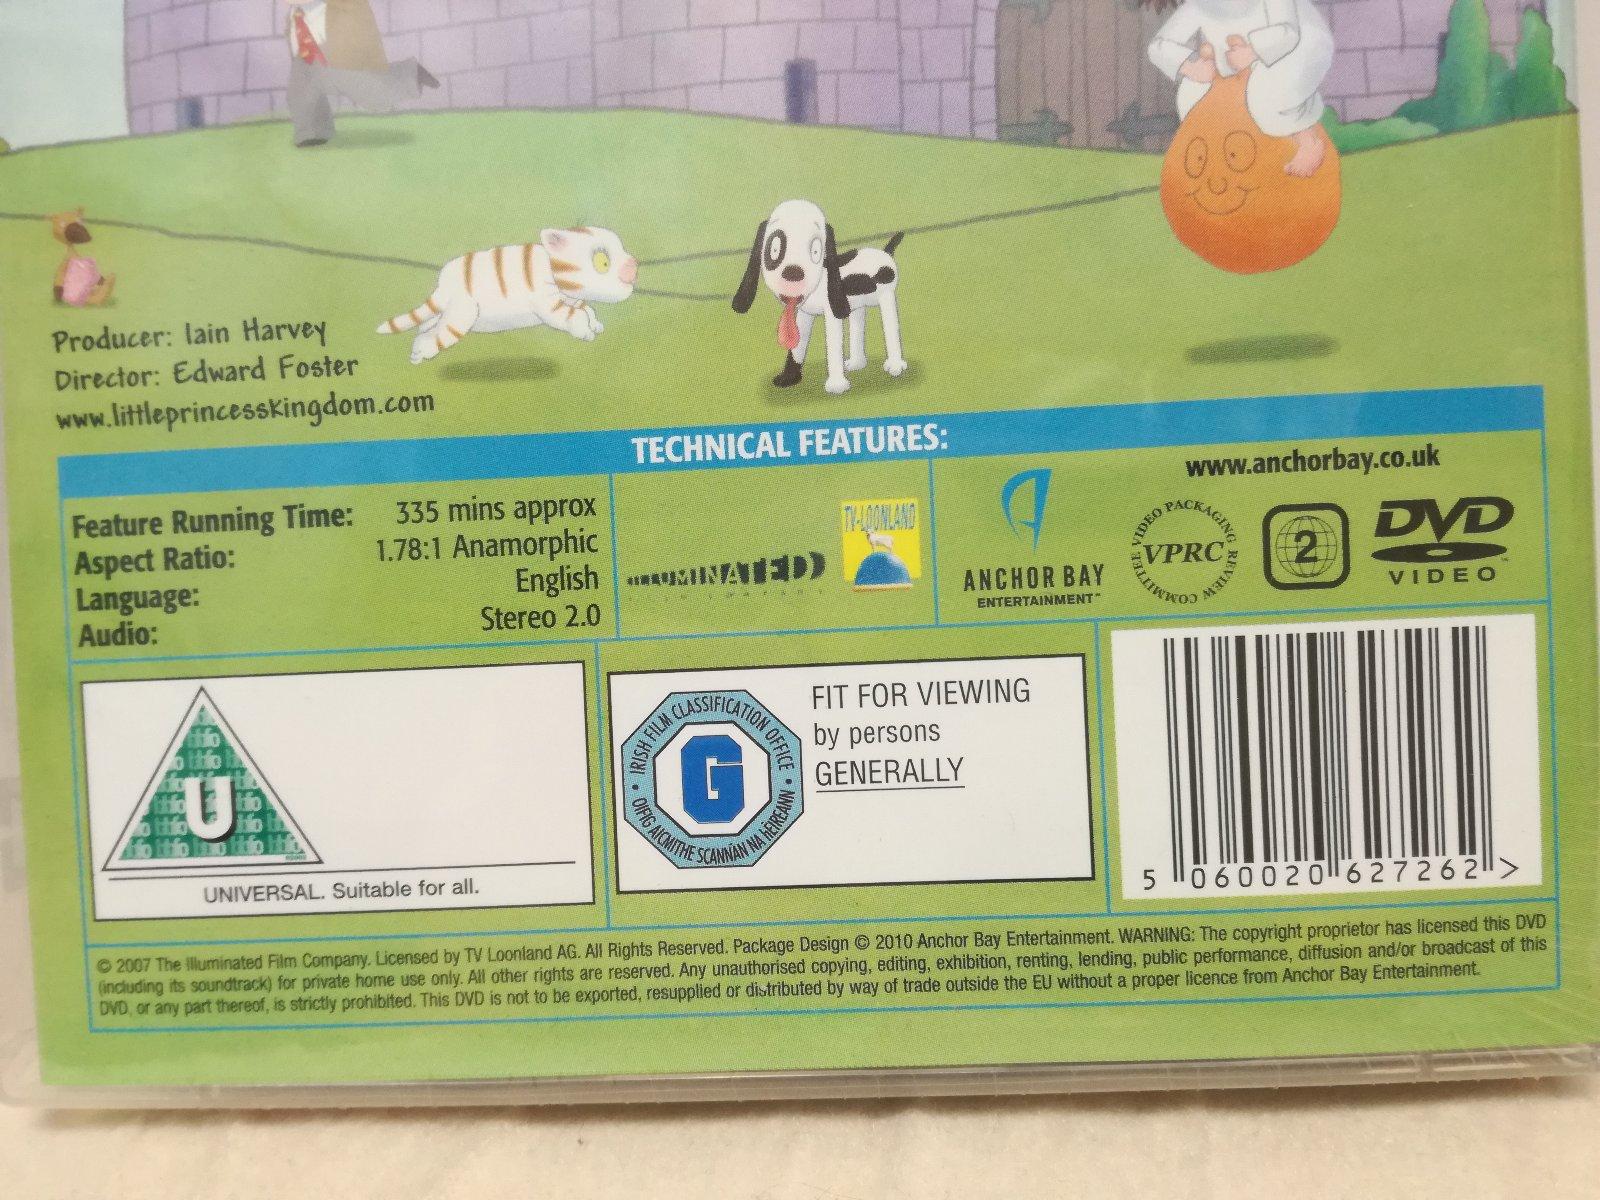 Producer: Iain Harvey
Director: Edward Foster
www.littleprincesskingdom.com
TECHNICAL FEATURES:
Feature Running Time: 335 mins approx
Aspect Ratio: 1.78:1 Anamorphic
Language: English
Audio: Stereo 2.0
ILLUMINATED
FILM COMPANY
TV-LOONLAND
ANCHOR BAY
ENTERTAINMENT™
www.anchorbay.co.uk
VIDEO PACKAGING REVIEW COMMITTEE
VPRC
2
DVD
VIDEO
U
UNIVERSAL. Suitable for all.
IRISH FILM CLASSIFICATION OFFICE
G
OIFIG AICMITHE SCANNÁN NA hÉIREANN
FIT FOR VIEWING
by persons
GENERALLY
5 060020 627262 >
© 2007 The Illuminated Film Company. Licensed by TV Loonland AG. All Rights Reserved. Package Design © 2010 Anchor Bay Entertainment. WARNING: The copyright proprietor has licensed this DVD
(including its soundtrack) for private home use only. All other rights are reserved. Any unauthorised copying, editing, exhibition, renting, lending, public performance, diffusion and/or broadcast of this
DVD, or any part thereof, is strictly prohibited. This DVD is not to be exported, resupplied or distributed by way of trade outside the EU without a proper licence from Anchor Bay Entertainment.